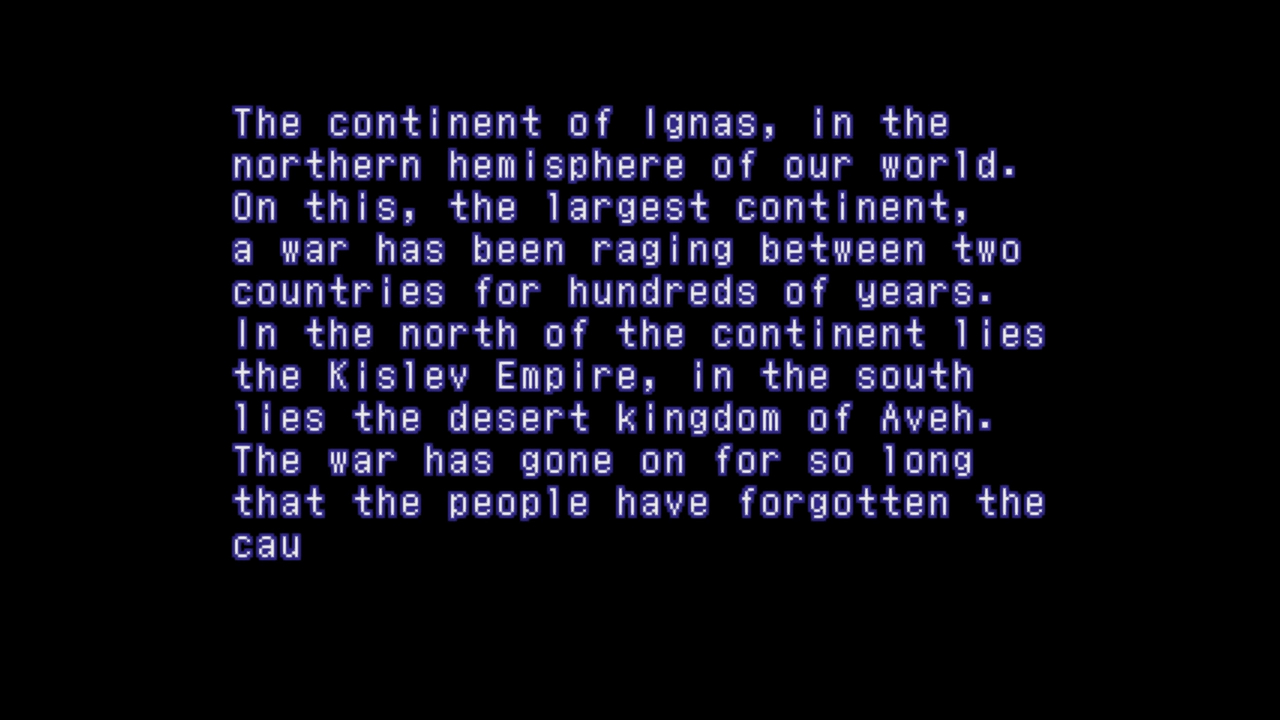 The continent of Ignas, in the
northern hemisphere of our world.
On this, the largest continent,
a war has been raging between two
countries for hundreds of years.
In the north of the continent lies
the Kislev Empire, in the south
lies the desert kingdom of Aveh.
The war has gone on for so long
that the people have forgotten the
cau